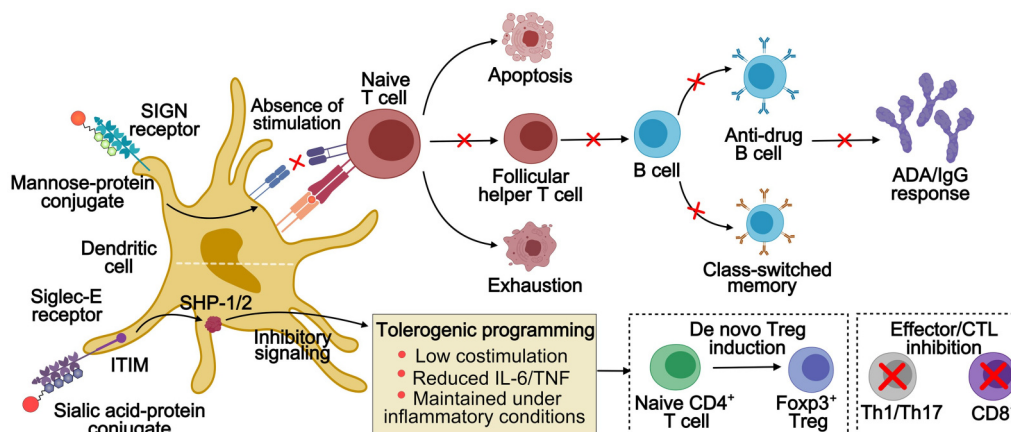 SIGN
receptor
Mannose-protein
conjugate
Dendritic
cell
Siglec-E
receptor
ITIM
Sialic acid-protein
conjugate
SHP-1/2
Inhibitory
signaling
Absence of
stimulation
Naive
T cell
Apoptosis
Follicular
helper T cell
Exhaustion
B cell
Anti-drug
B cell
Class-switched
memory
ADA/IgG
response
Tolerogenic programming
Low costimulation
Reduced IL-6/TNF
Maintained under
inflammatory conditions
De novo Treg
induction
Naive CD4⁺
T cell
Foxp3⁺
Treg
Effector/CTL
inhibition
Th1/Th17
CD8⁺